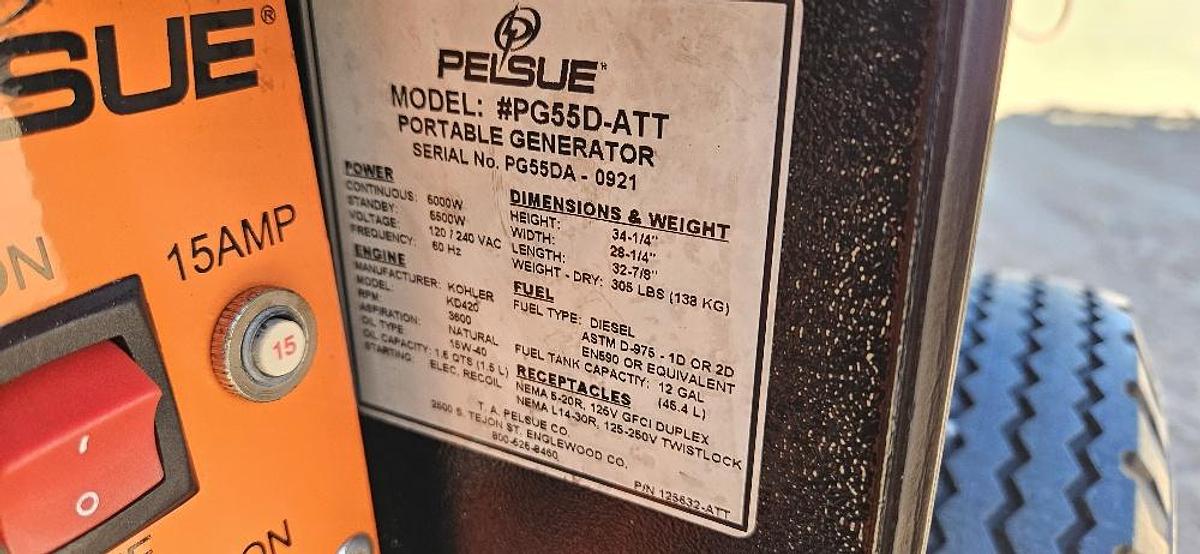 SUE®
ON
15AMP
15
ON
PELSUE
MODEL: #PG55D-ATT
PORTABLE GENERATOR
SERIAL No. PG55DA - 0921
POWER
CONTINUOUS: 5000W
STANDBY: 5500W
VOLTAGE: 120 / 240 VAC
FREQUENCY: 60 Hz
ENGINE
MANUFACTURER: KOHLER
MODEL: KD420
RPM: 3600
ASPIRATION: NATURAL
OIL TYPE 15W-40
OIL CAPACITY: 1.6 QTS (1.5 L)
STARTING: ELEC, RECOIL
DIMENSIONS & WEIGHT
HEIGHT: 34-1/4"
WIDTH: 28-1/4"
LENGTH: 32-7/8"
WEIGHT - DRY: 305 LBS (138 KG)
FUEL
FUEL TYPE: DIESEL
ASTM D-975 - 1D OR 2D
EN590 OR EQUIVALENT
FUEL TANK CAPACITY: 12 GAL
(45.4 L)
RECEPTACLES
NEMA 5-20R, 125V GFCI DUPLEX
NEMA L14-30R, 125-250V TWISTLOCK
T. A. PELSUE CO.
2500 S. TEJON ST. ENGLEWOOD CO.
800-525-8460
P/N 125632-ATT